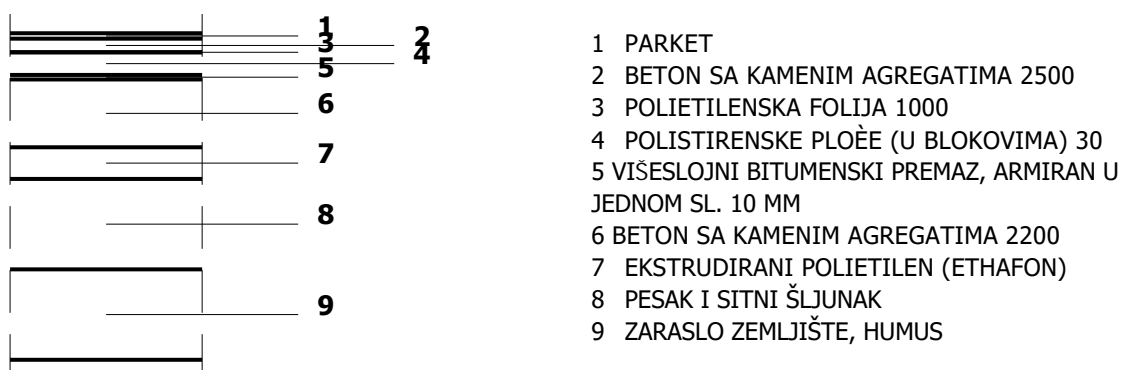 1
2
3
4
5
6
7
8
9
1 PARKET
2 BETON SA KAMENIM AGREGATIMA 2500
3 POLIETILENSKA FOLIJA 1000
4 POLISTIRENSKE PLOÈE (U BLOKOVIMA) 30
5 VIŠESLOJNI BITUMENSKI PREMAZ, ARMIRAN U
JEDNOM SL. 10 MM
6 BETON SA KAMENIM AGREGATIMA 2200
7 EKSTRUDIRANI POLIETILEN (ETHAFON)
8 PESAK I SITNI ŠLJUNAK
9 ZARASLO ZEMLJIŠTE, HUMUS